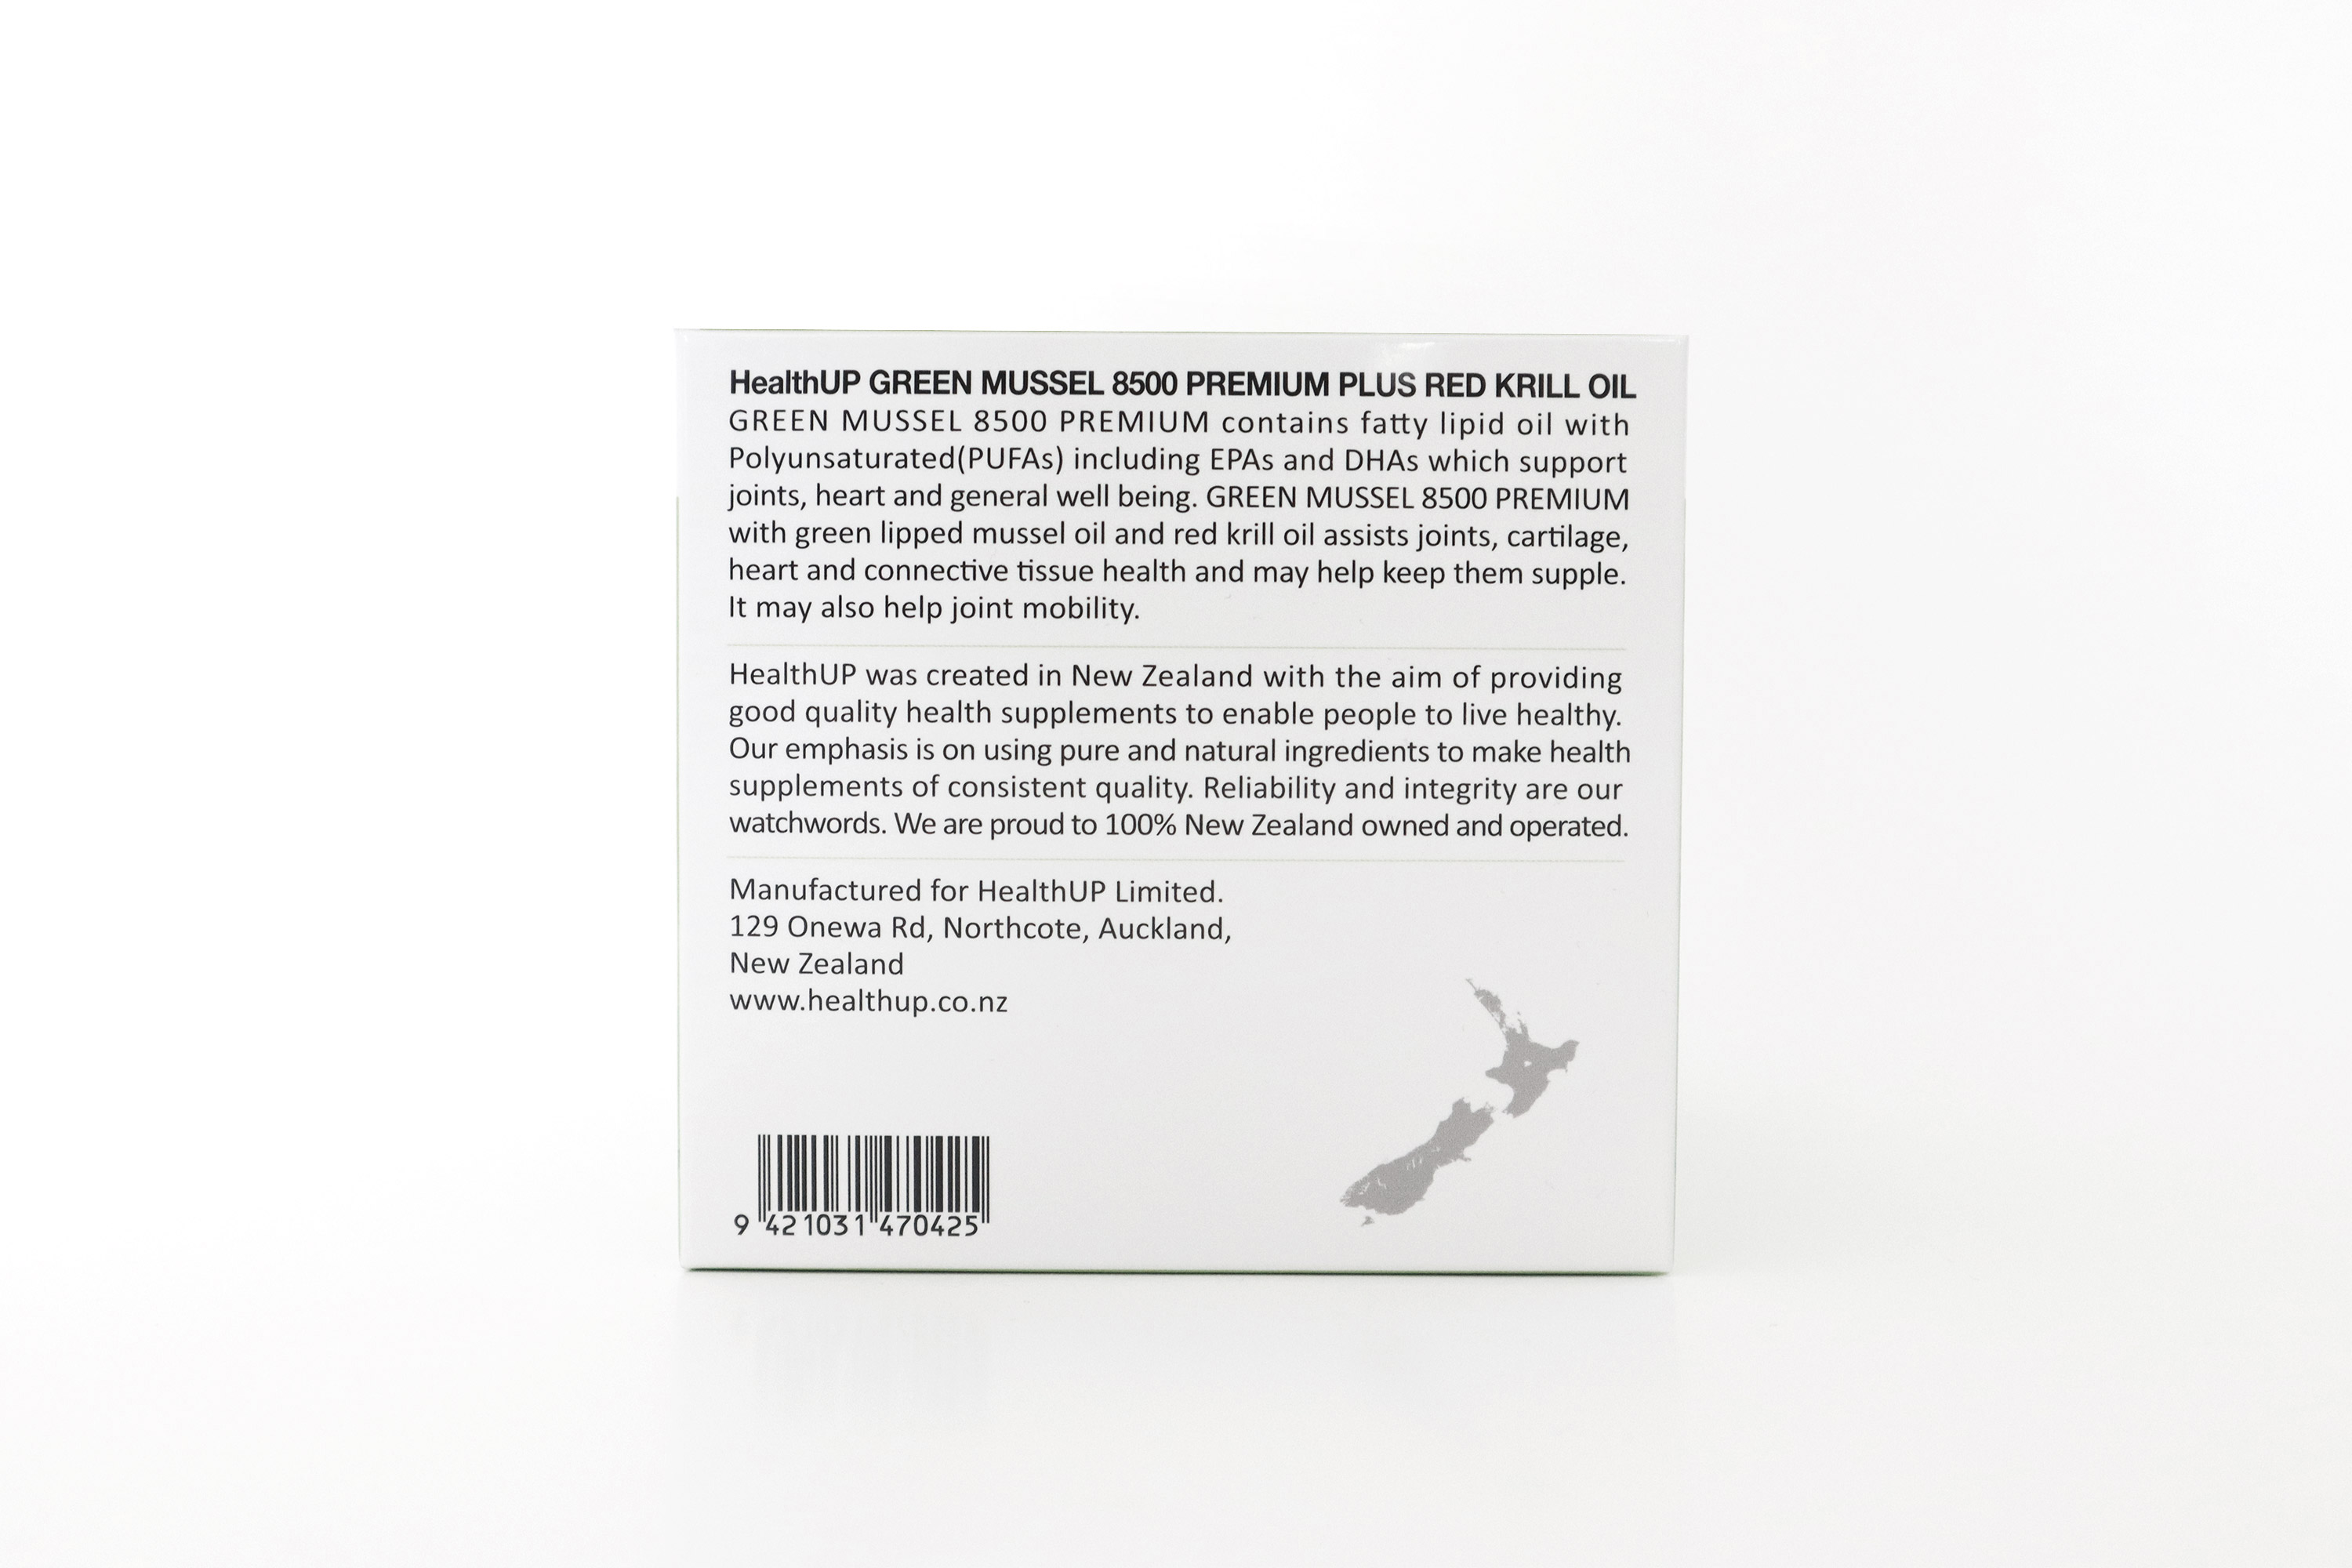 HealthUP GREEN MUSSEL 8500 PREMIUM PLUS RED KRILL OIL
GREEN MUSSEL 8500 PREMIUM contains fatty lipid oil with
Polyunsaturated(PUFAs) including EPAs and DHAs which support
joints, heart and general well being. GREEN MUSSEL 8500 PREMIUM
with green lipped mussel oil and red krill oil assists joints, cartilage,
heart and connective tissue health and may help keep them supple.
It may also help joint mobility.
HealthUP was created in New Zealand with the aim of providing
good quality health supplements to enable people to live healthy.
Our emphasis is on using pure and natural ingredients to make health
supplements of consistent quality. Reliability and integrity are our
watchwords. We are proud to 100% New Zealand owned and operated.
Manufactured for HealthUP Limited.
129 Onewa Rd, Northcote, Auckland,
New Zealand
www.healthup.co.nz
9 421031 470425